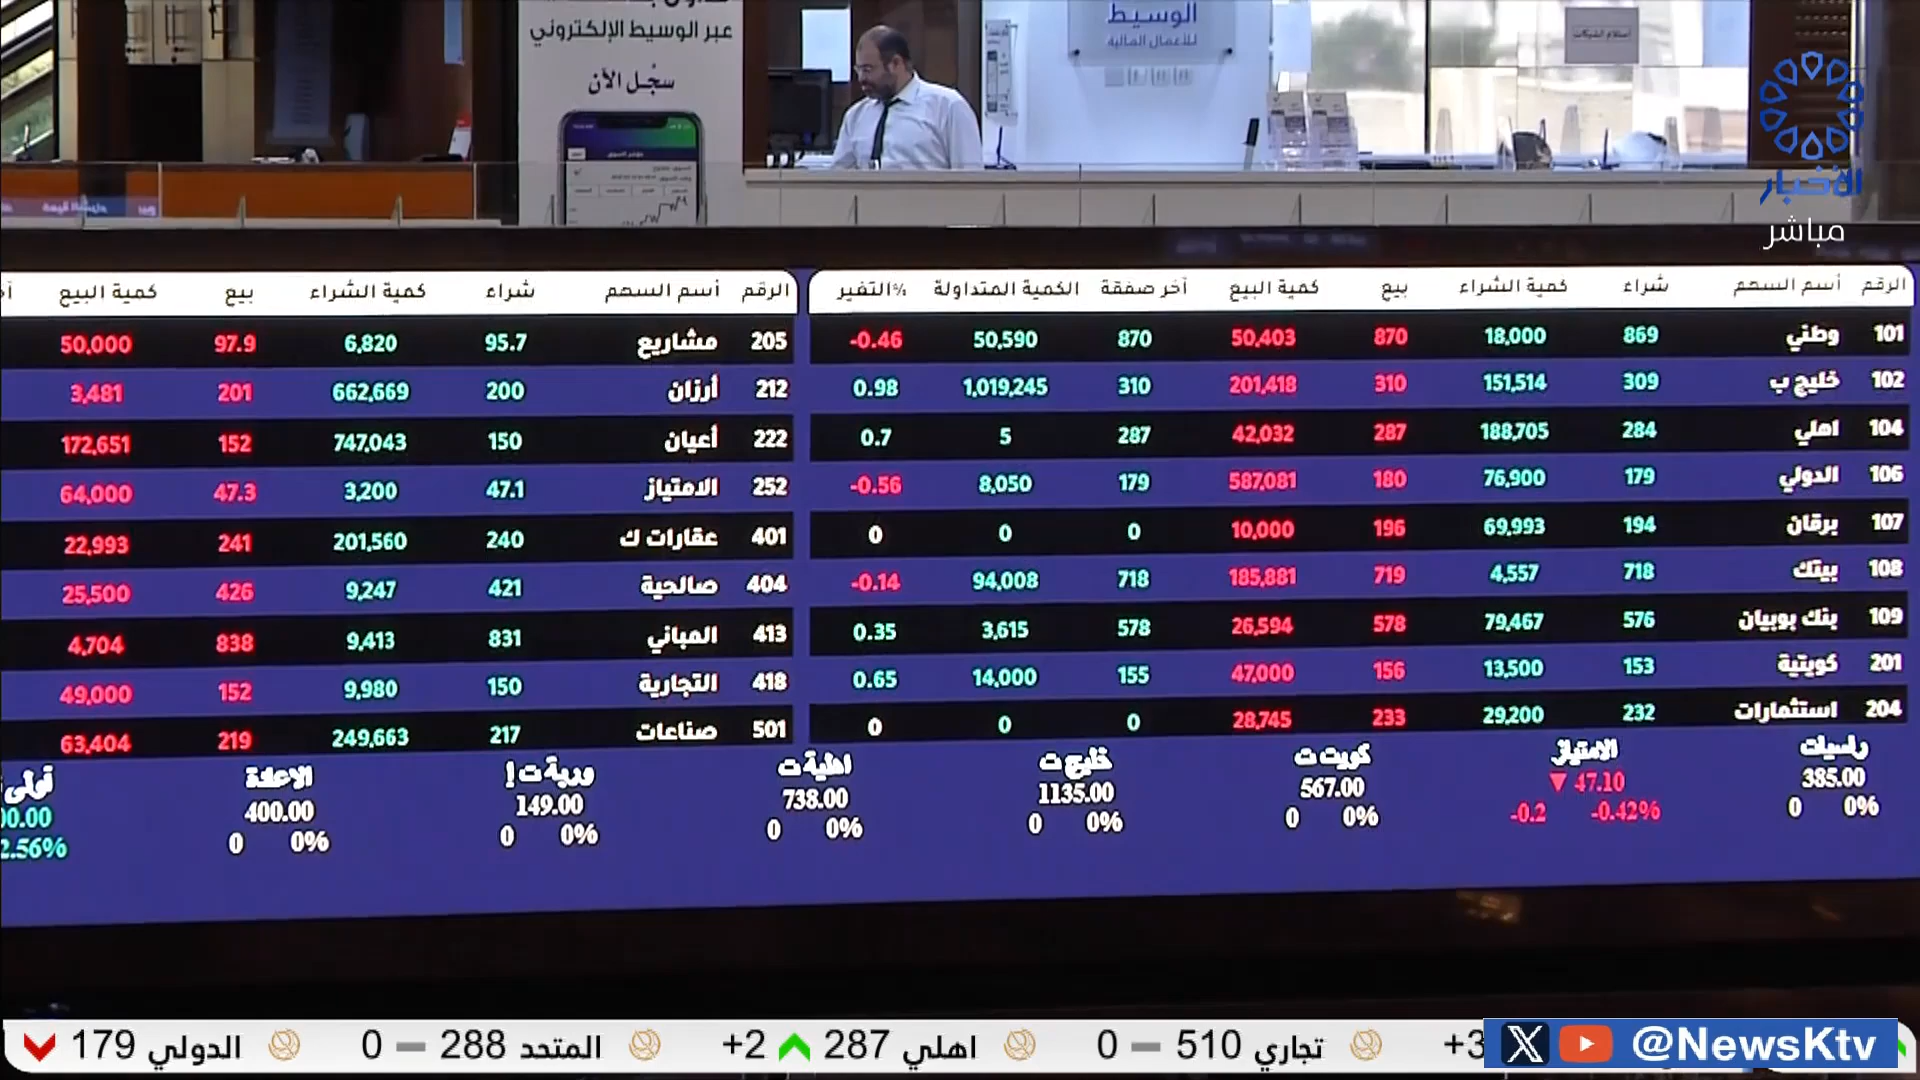 عبر الوسيط الإلكتروني
سجّل الآن
الوسيط
للأعمال المالية
استلام الشيكات
الأخبار
مباشر
الرقم أسم السهم شراء كمية الشراء بيع كمية البيع آخر صفقة الكمية المتداولة %التغير
101 وطني 869 18,000 870 50,403 870 50,590 -0.46
102 خليج ب 309 151,514 310 201,418 310 1,019,245 0.98
104 اهلي 284 188,705 287 42,032 287 5 0.7
106 الدولي 179 76,900 180 587,081 179 8,050 -0.56
107 برقان 194 69,993 196 10,000 0 0 0
108 بيتك 718 4,557 719 185,881 718 94,008 -0.14
109 بنك بوبيان 576 79,467 578 26,594 578 3,615 0.35
201 كويتية 153 13,500 156 47,000 155 14,000 0.65
204 استثمارات 232 29,200 233 28,745 0 0 0
الرقم أسم السهم شراء كمية الشراء بيع كمية البيع
205 مشاريع 95.7 6,820 97.9 50,000
212 أرزان 200 662,669 201 3,481
222 أعيان 150 747,043 152 172,651
252 الامتياز 47.1 3,200 47.3 64,000
401 عقارات ك 240 201,560 241 22,993
404 صالحية 421 9,247 426 25,500
413 المباني 831 9,413 838 4,704
418 التجارية 150 9,980 152 49,000
501 صناعات 217 249,663 219 63,404
راسيات الامتياز كويت ت خليج ت اهلية ت وربة ت إ الاعادة
385.00 ▼ 47.10 567.00 1135.00 738.00 149.00 400.00 00.00
0% 0 -0.42% -0.2 0% 0 0% 0 0% 0 0% 0 0% 0 2.56%
+3 تجاري 510 – 0 اهلي 287 +2 المتحد 288 – 0 الدولي 179
@NewsKtv